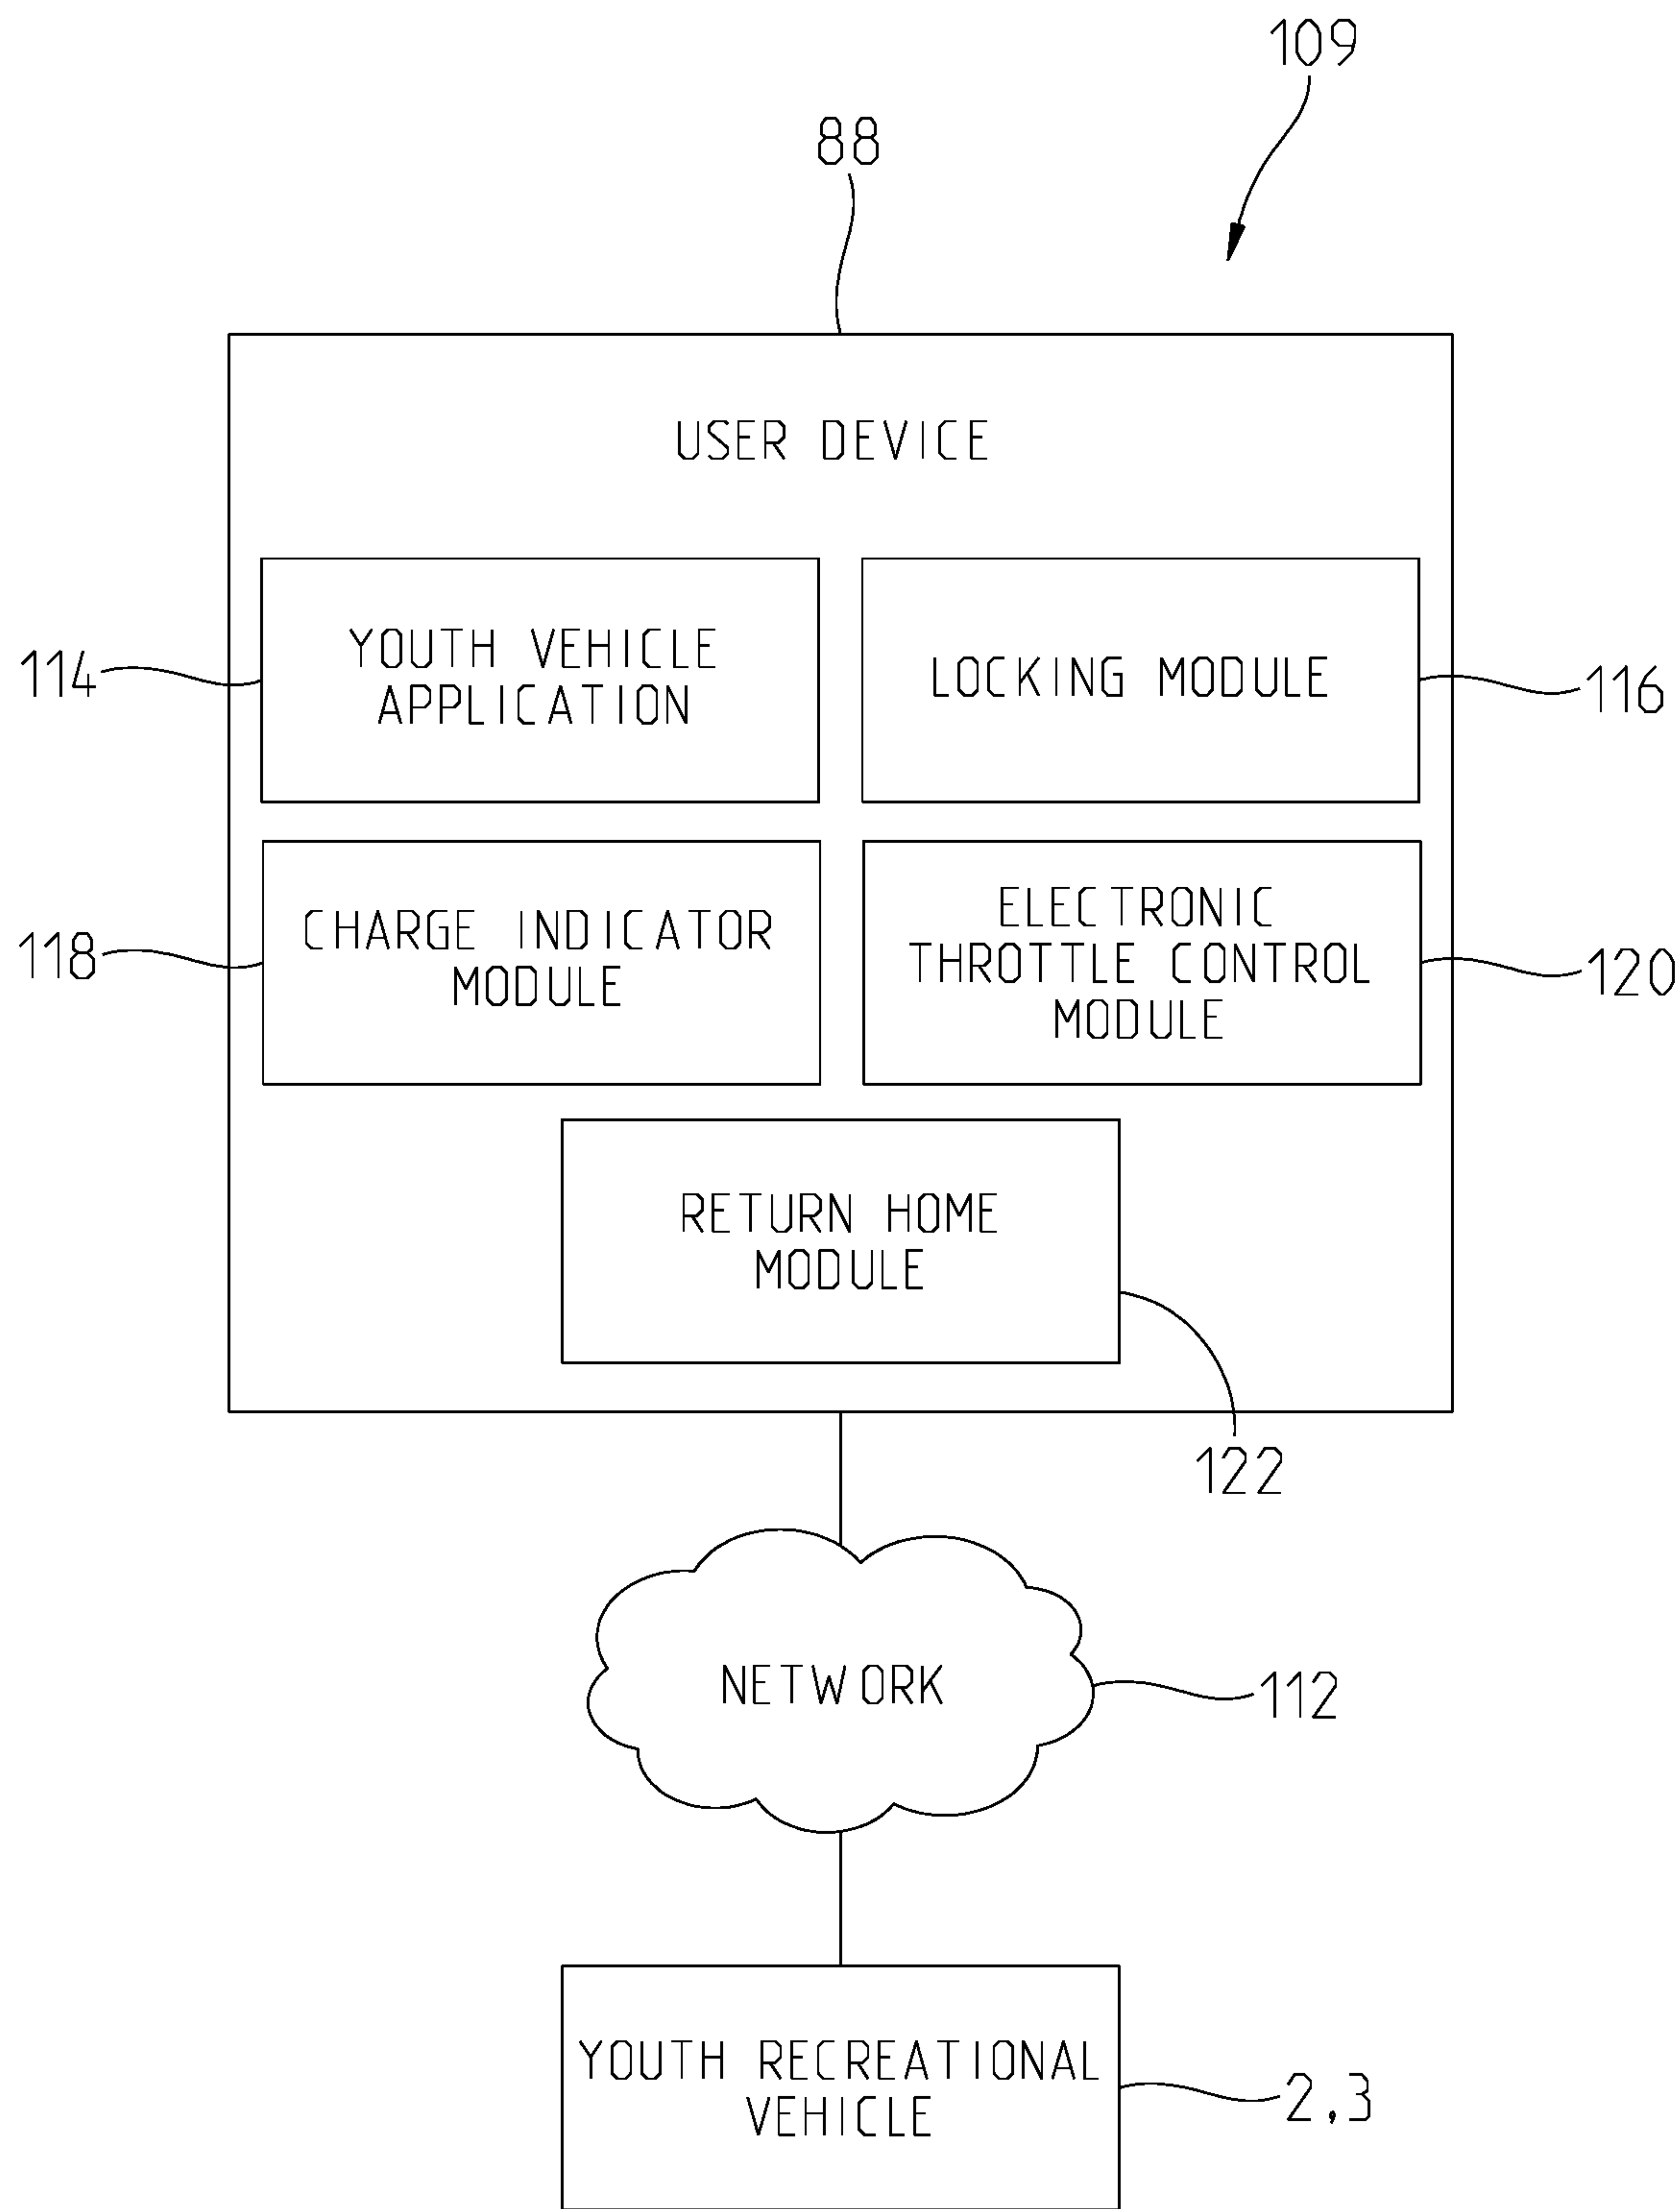 109
88
USER DEVICE
YOUTH VEHICLE
APPLICATION
114
LOCKING MODULE
116
CHARGE INDICATOR
MODULE
118
ELECTRONIC
THROTTLE CONTROL
MODULE
120
RETURN HOME
MODULE
122
NETWORK
112
YOUTH RECREATIONAL
VEHICLE
2,3